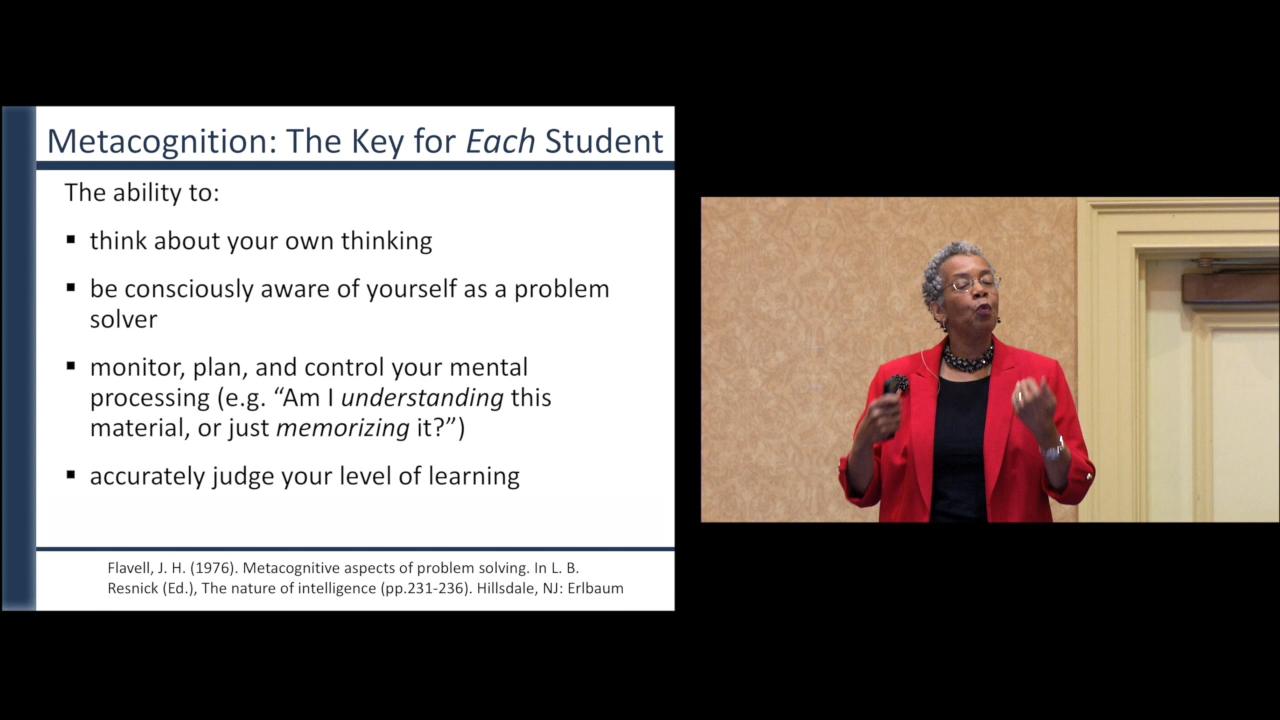 Metacognition: The Key for Each Student
The ability to:
▪ think about your own thinking
▪ be consciously aware of yourself as a problem
solver
▪ monitor, plan, and control your mental
processing (e.g. “Am I understanding this
material, or just memorizing it?”)
▪ accurately judge your level of learning
Flavell, J. H. (1976). Metacognitive aspects of problem solving. In L. B.
Resnick (Ed.), The nature of intelligence (pp.231-236). Hillsdale, NJ: Erlbaum